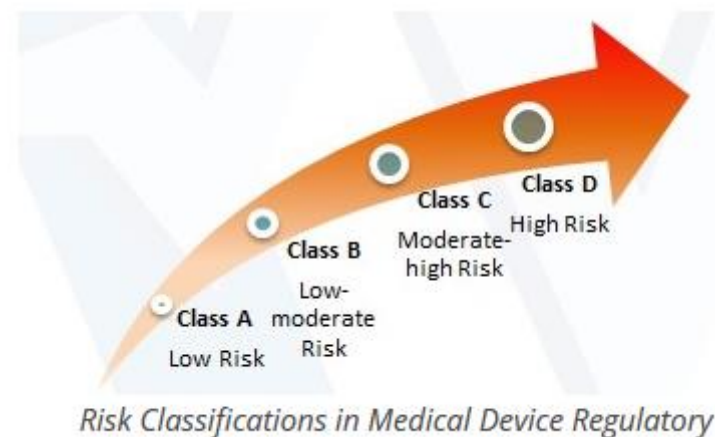 Class A
Low Risk
Class B
Low-
moderate
Risk
Class C
Moderate-
high Risk
Class D
High Risk
Risk Classifications in Medical Device Regulatory